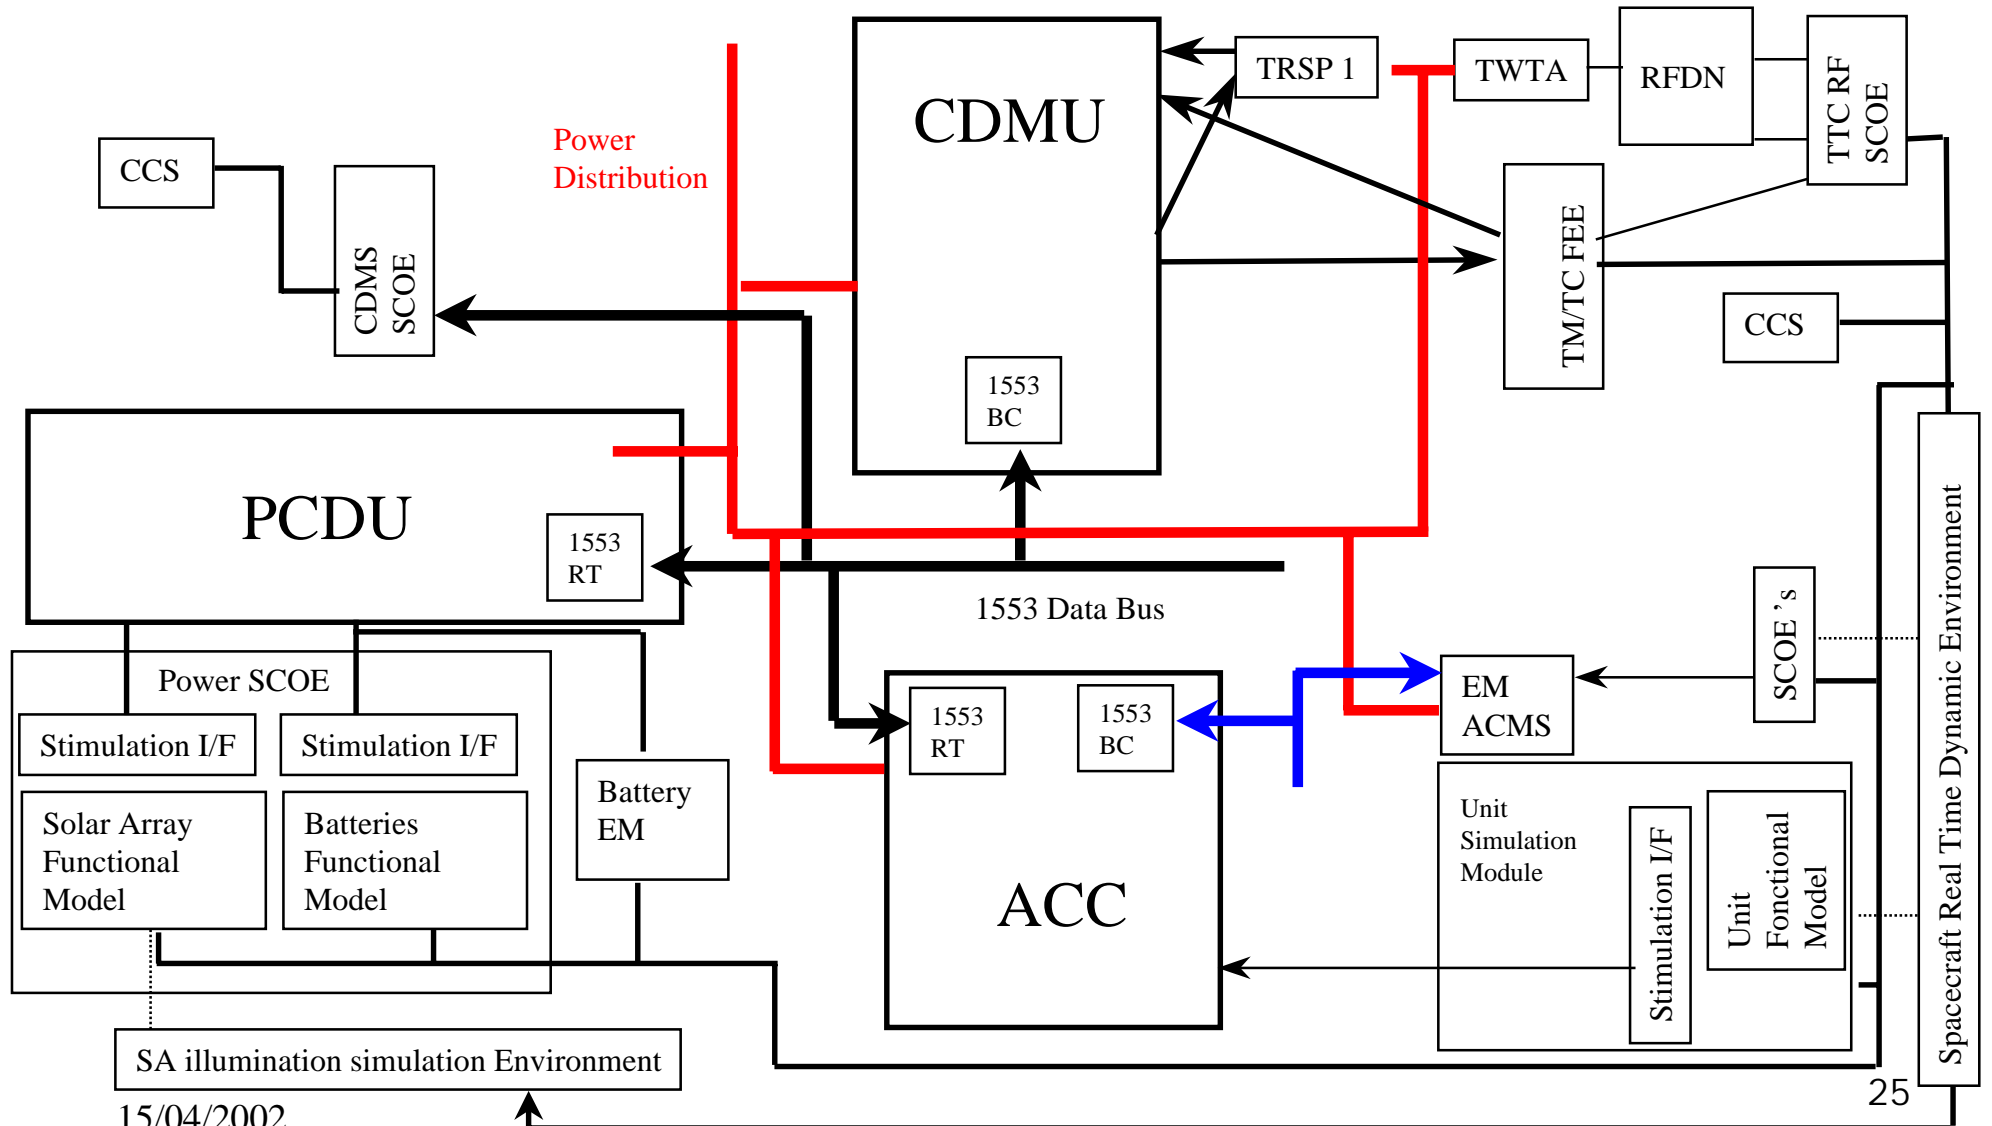 CDMU
TRSP 1
TWTA
RFDN
TTC RF
SCOE
Power
Distribution
CCS
CDMS
SCOE
TM/TC FEE
CCS
1553
BC
PCDU
1553
RT
1553 Data Bus
SCOE ’ s
Spacecraft Real Time Dynamic Environment
Power SCOE
Stimulation I/F
Stimulation I/F
Solar Array
Functional
Model
Batteries
Functional
Model
Battery
EM
1553
RT
1553
BC
ACC
EM
ACMS
Unit
Simulation
Module
Stimulation I/F
Unit
Fonctional
Model
SA illumination simulation Environment
15/04/2002
25